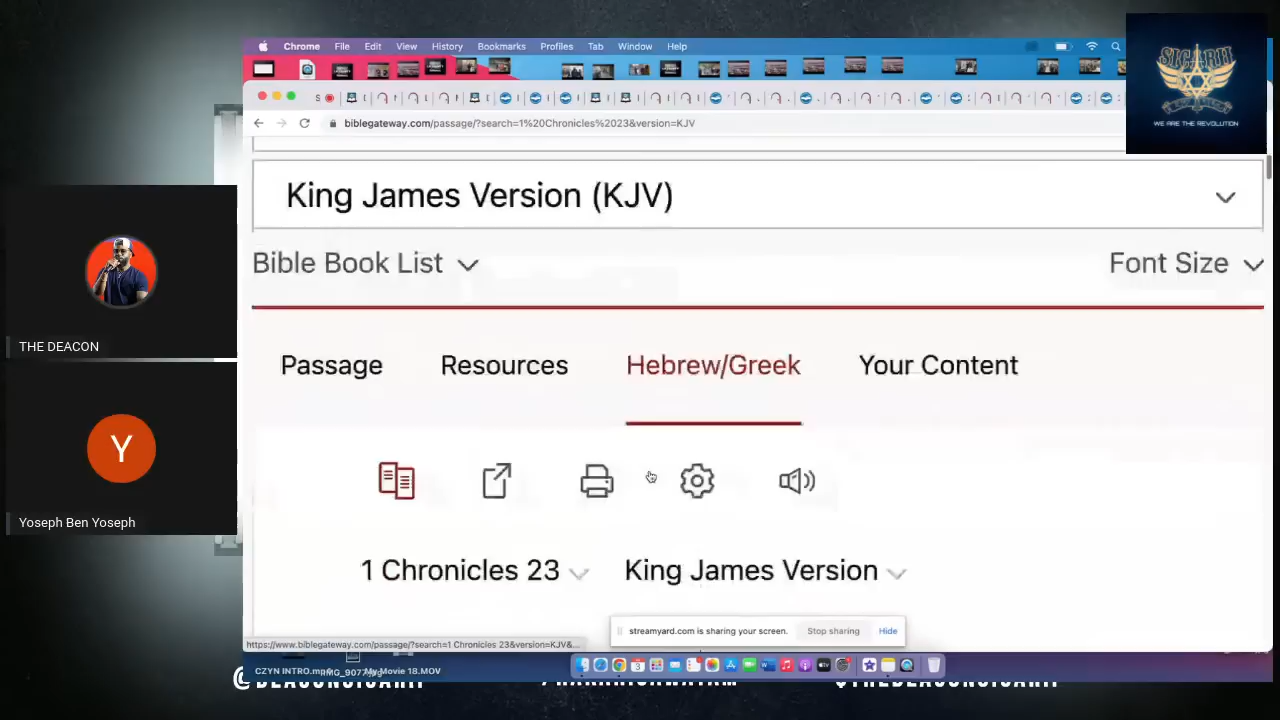 Chrome File Edit View History Bookmarks Profiles Tab Window Help
SICARII
WE ARE THE REVOLUTION
biblegateway.com/passage/?search=1%20Chronicles%2023&version=KJV
King James Version (KJV)
Bible Book List
Font Size
Passage Resources Hebrew/Greek Your Content
THE DEACON
Y
Yoseph Ben Yoseph
1 Chronicles 23 King James Version
streamyard.com is sharing your screen. Stop sharing Hide
https://www.biblegateway.com/passage/?search=1 Chronicles 23&version=KJV&...
CZYN INTRO.mp4
My Movie 18.MOV